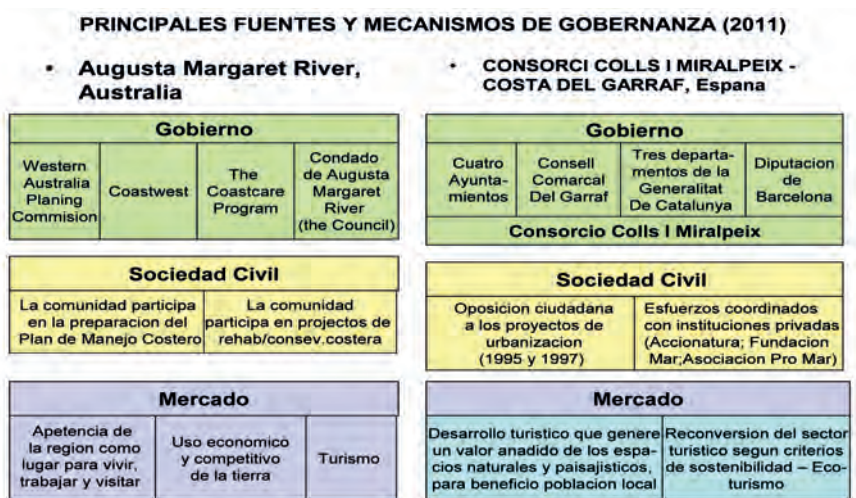 PRINCIPALES FUENTES Y MECANISMOS DE GOBERNANZA (2011)
• Augusta Margaret River,
Australia
Gobierno
Western
Australia
Planing
Commision
Coastwest
The
Coastcare
Program
Condado
de Augusta
Margaret
River
(the Council)
Sociedad Civil
La comunidad participa
en la preparacion del
Plan de Manejo Costero
La comunidad
participa en projectos de
rehab/consev.costera
Mercado
Apetencia de
la region como
lugar para vivir,
trabajar y visitar
Uso economico
y competitivo
de la tierra
Turismo
• CONSORCI COLLS I MIRALPEIX -
COSTA DEL GARRAF, Espana
Gobierno
Cuatro
Ayunta-
mientos
Consell
Comarcal
Del Garraf
Tres departa-
mentos de la
Generalitat
De Catalunya
Diputacion
de
Barcelona
Consorcio Colls I Miralpeix
Sociedad Civil
Oposicion ciudadana
a los proyectos de
urbanizacion
(1995 y 1997)
Esfuerzos coordinados
con instituciones privadas
(Accionatura; Fundacion
Mar;Asociacion Pro Mar)
Mercado
Desarrollo turistico que genere
un valor anadido de los espa-
cios naturales y paisajisticos,
para beneficio poblacion local
Reconversion del sector
turistico segun criterios
de sostenibilidad – Eco-
turismo